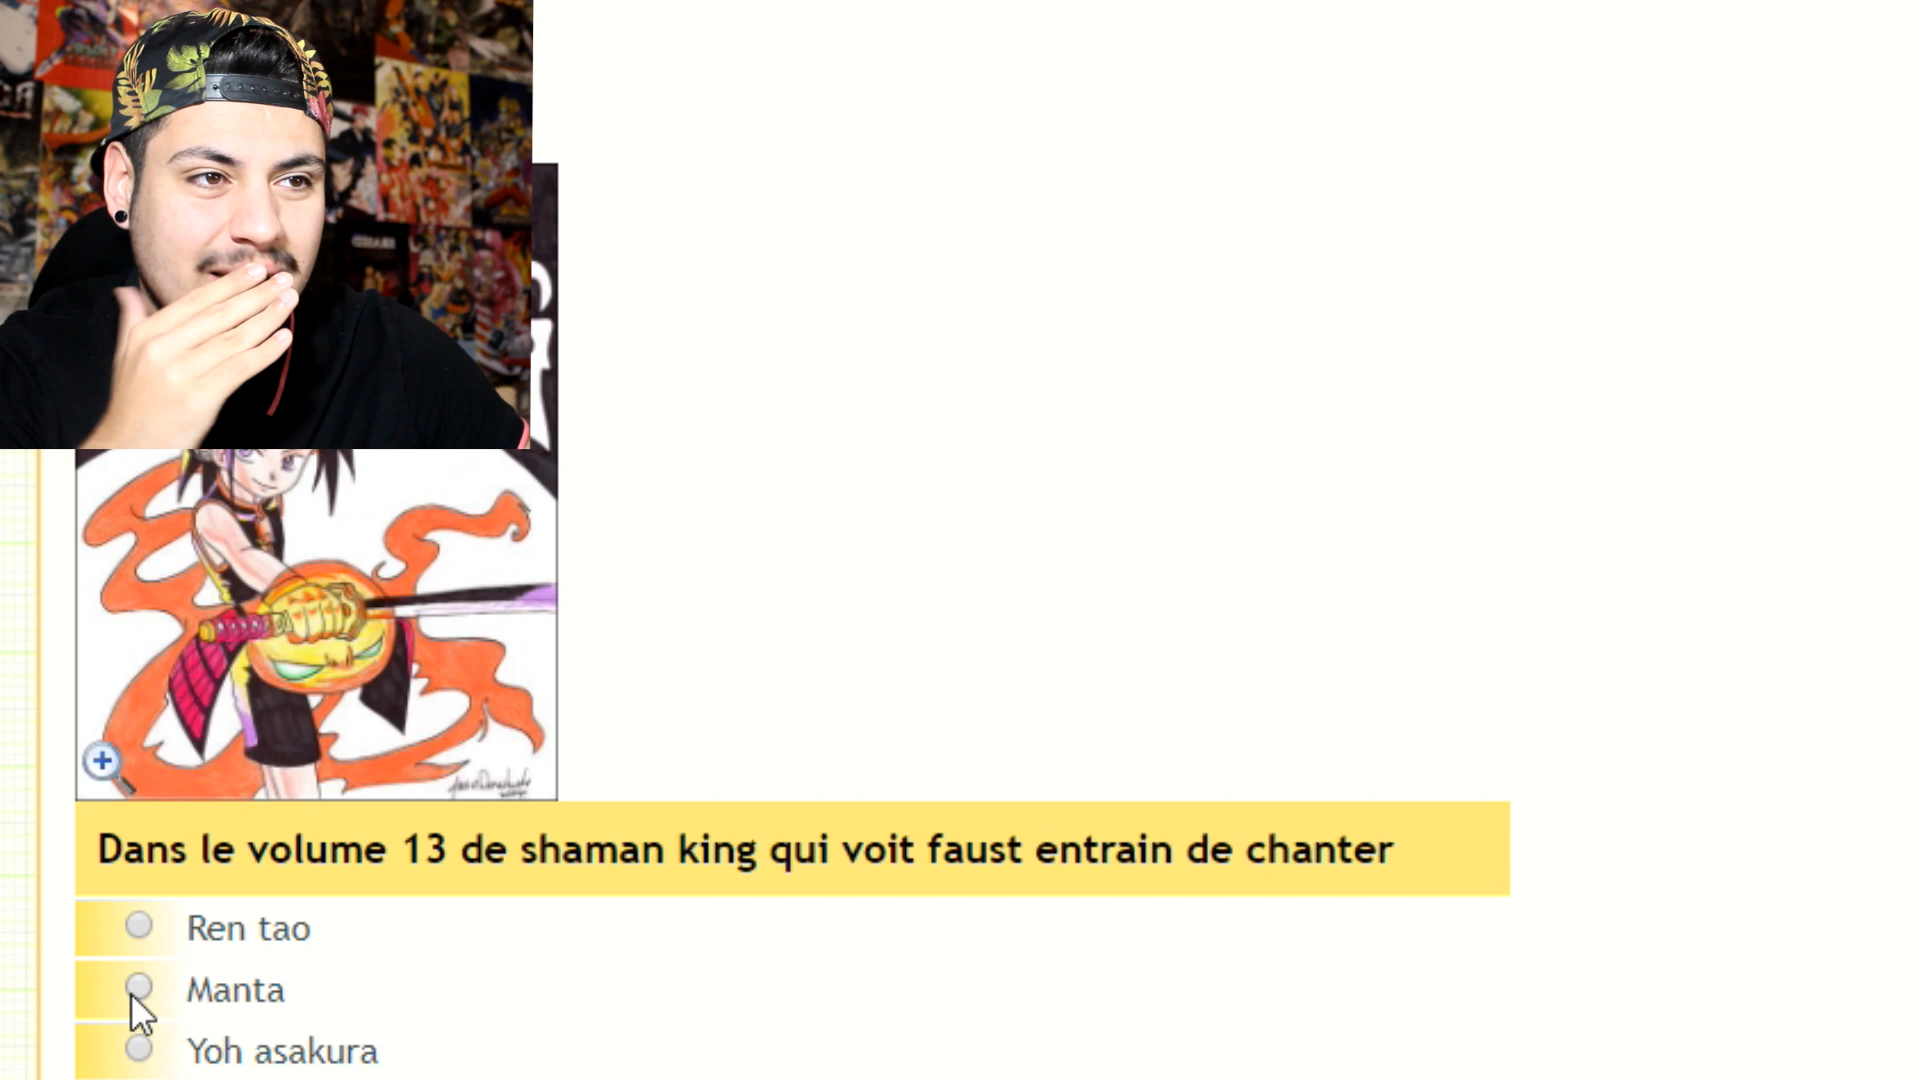 Dans le volume 13 de shaman king qui voit faust entrain de chanter
Ren tao
Manta
Yoh asakura